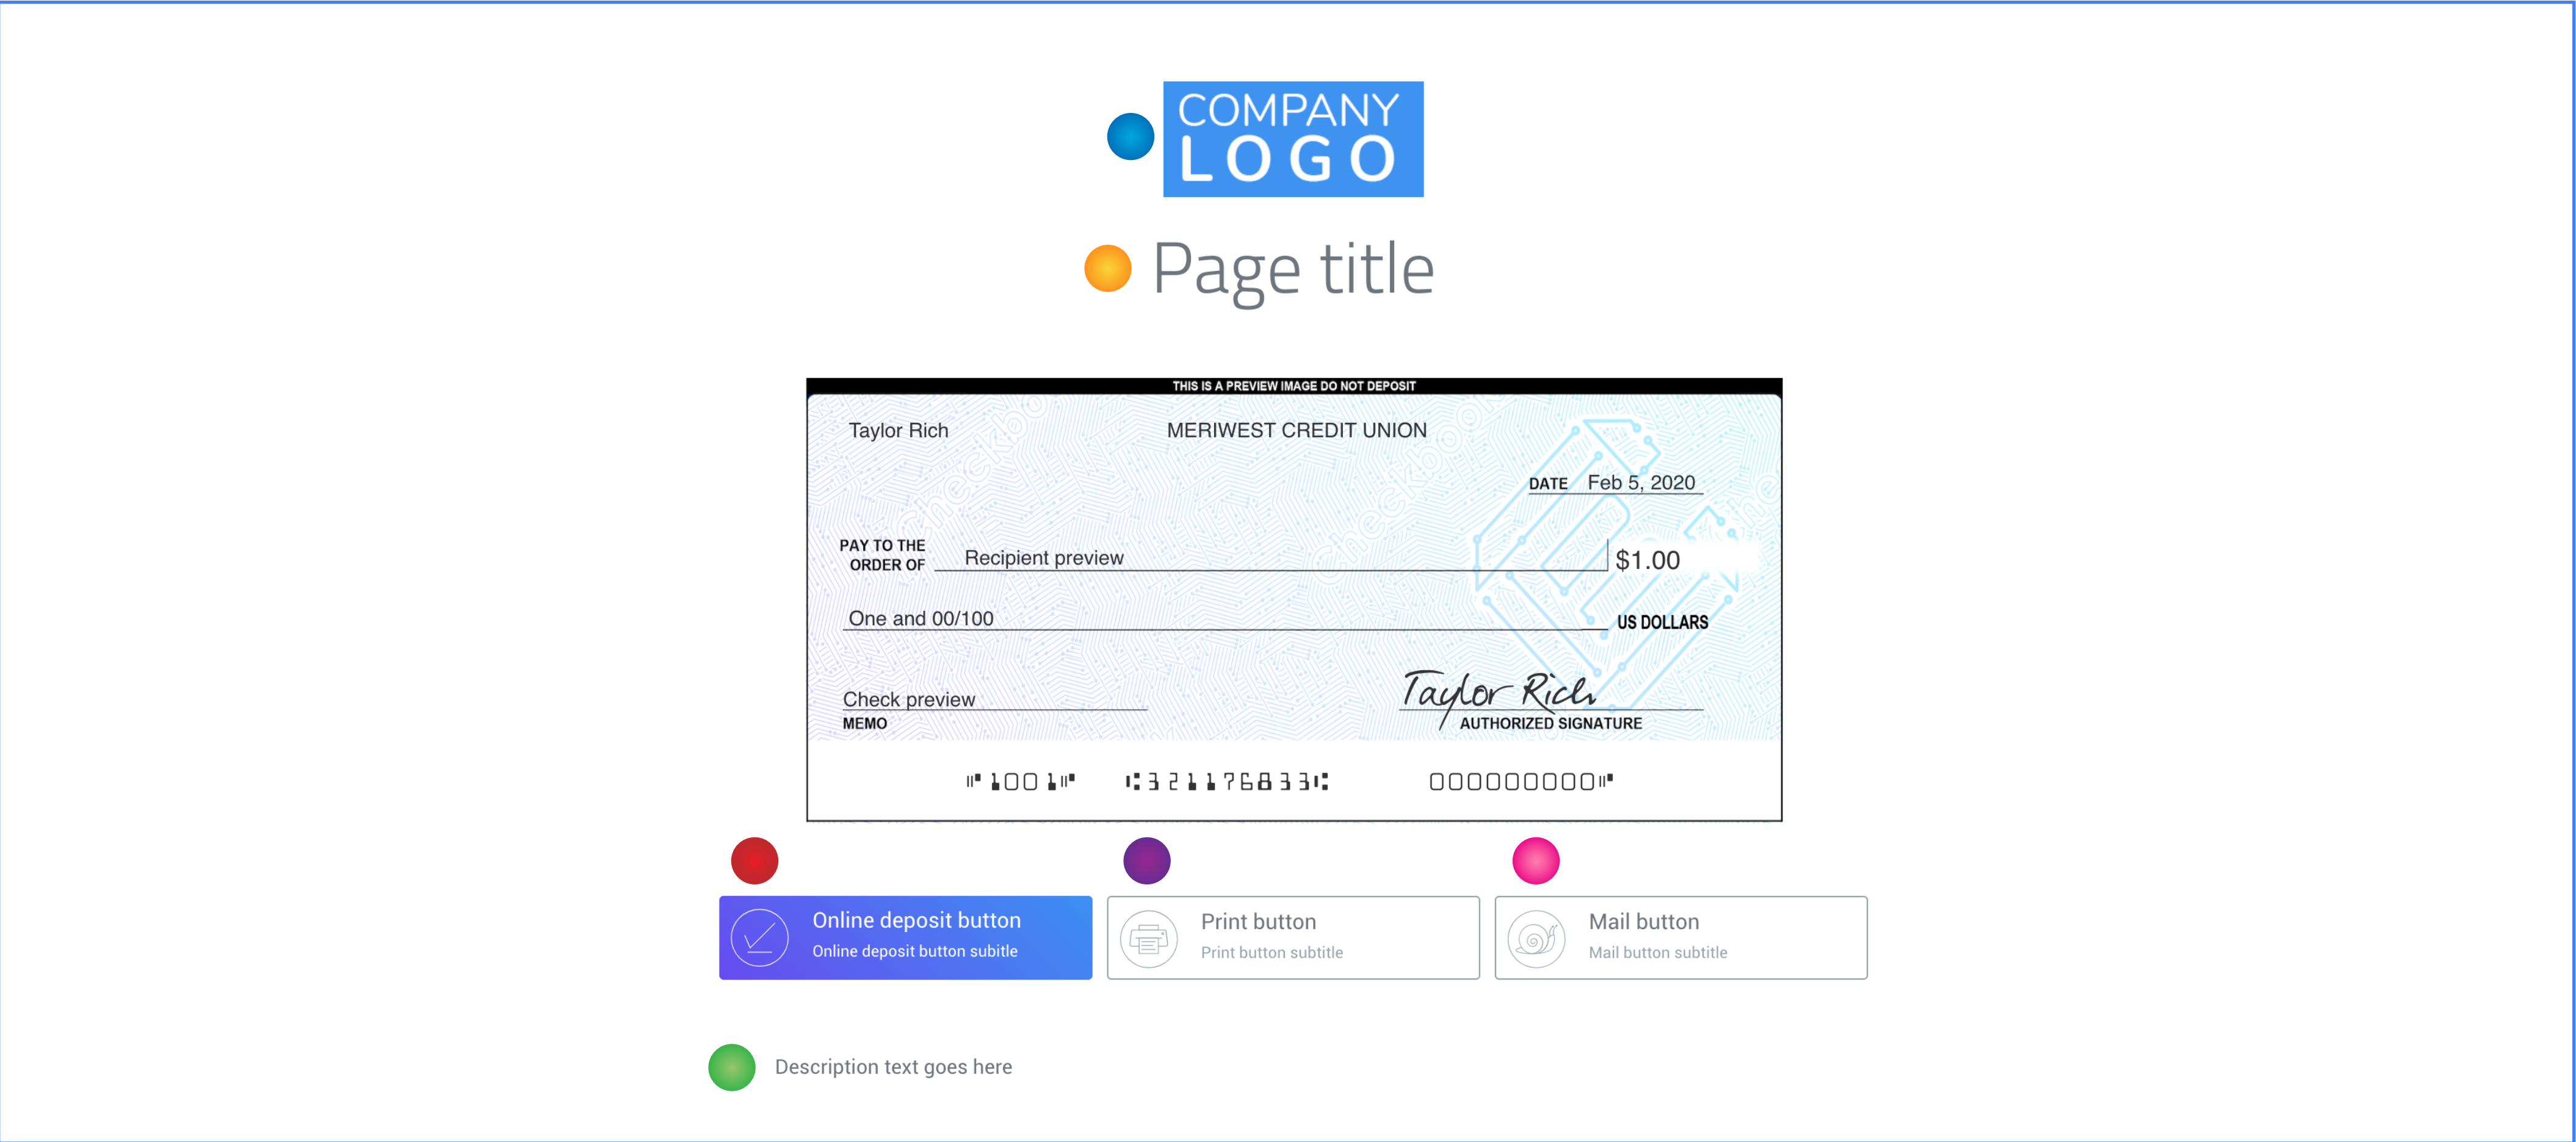 COMPANY
LOGO
Page title
THIS IS A PREVIEW IMAGE DO NOT DEPOSIT
Taylor Rich
MERIWEST CREDIT UNION
DATE Feb 5, 2020
PAY TO THE
ORDER OF Recipient preview $1.00
One and 00/100 US DOLLARS
Check preview
Taylor Rich
MEMO
AUTHORIZED SIGNATURE
⑈1001⑈ ⑆321176833⑆ 000000000⑈
Online deposit button
Online deposit button subitle
Print button
Print button subtitle
Mail button
Mail button subtitle
Description text goes here